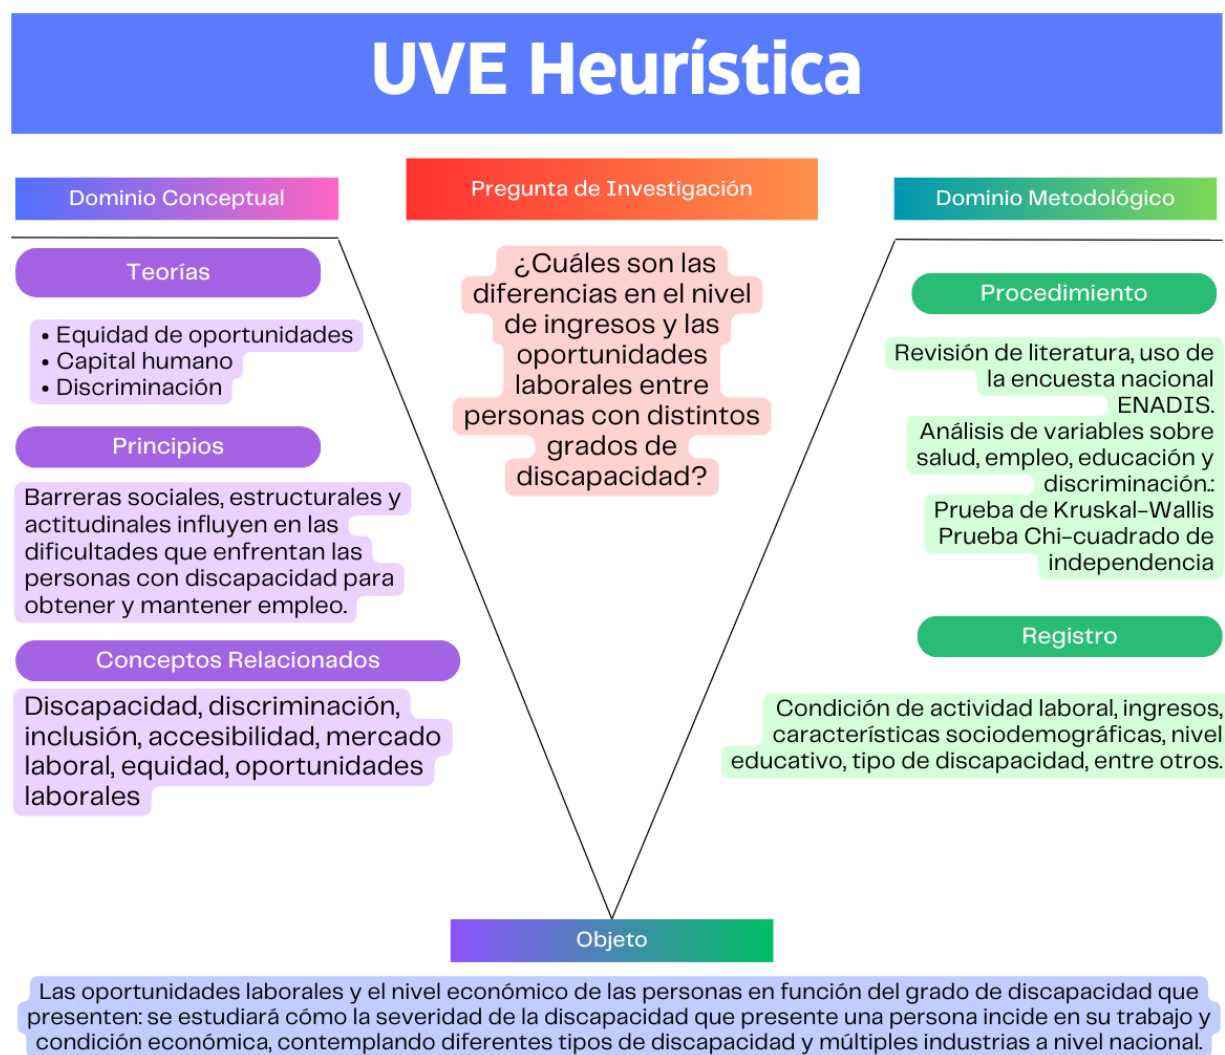 UVE Heurística
Dominio Conceptual
Teorías
• Equidad de oportunidades
• Capital humano
• Discriminación
Principios
Barreras sociales, estructurales y
actitudinales influyen en las
dificultades que enfrentan las
personas con discapacidad para
obtener y mantener empleo.
Conceptos Relacionados
Discapacidad, discriminación,
inclusión, accesibilidad, mercado
laboral, equidad, oportunidades
laborales
Pregunta de Investigación
¿Cuáles son las
diferencias en el nivel
de ingresos y las
oportunidades
laborales entre
personas con distintos
grados de
discapacidad?
Dominio Metodológico
Procedimiento
Revisión de literatura, uso de
la encuesta nacional
ENADIS.
Análisis de variables sobre
salud, empleo, educación y
discriminación.:
Prueba de Kruskal-Wallis
Prueba Chi-cuadrado de
independencia
Registro
Condición de actividad laboral, ingresos,
características sociodemográficas, nivel
educativo, tipo de discapacidad, entre otros.
Objeto
Las oportunidades laborales y el nivel económico de las personas en función del grado de discapacidad que
presenten: se estudiará cómo la severidad de la discapacidad que presente una persona incide en su trabajo y
condición económica, contemplando diferentes tipos de discapacidad y múltiples industrias a nivel nacional.